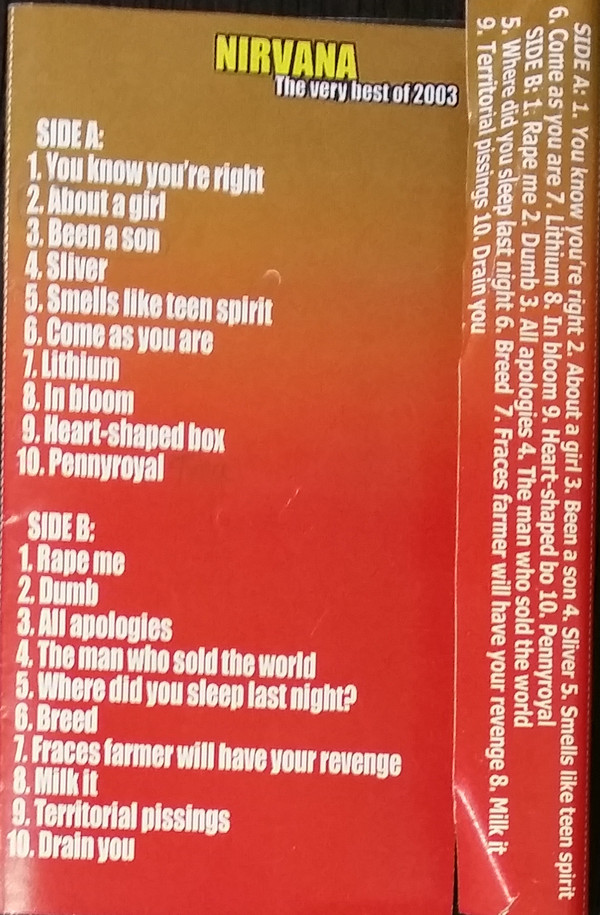 NIRVANA
The very best of 2003
SIDE A:
1. You know you're right
2. About a girl
3. Been a son
4. Sliver
5. Smells like teen spirit
6. Come as you are
7. Lithium
8. In bloom
9. Heart-shaped box
10. Pennyroyal
SIDE B:
1. Rape me
2. Dumb
3. All apologies
4. The man who sold the world
5. Where did you sleep last night?
6. Breed
7. Fraces farmer will have your revenge
8. Milk it
9. Territorial pissings
10. Drain you
SIDE A: 1. You know you're right 2. About a girl 3. Been a son 4. Sliver 5. Smells like teen spirit
6. Come as you are 7. Lithium 8. In bloom 9. Heart-shaped bo 10. Pennyroyal
SIDE B: 1. Rape me 2. Dumb 3. All apologies 4. The man who sold the world
5. Where did you sleep last night 6. Breed 7. Fraces farmer will have your revenge 8. Milk it
9. Territorial pissings 10. Drain you